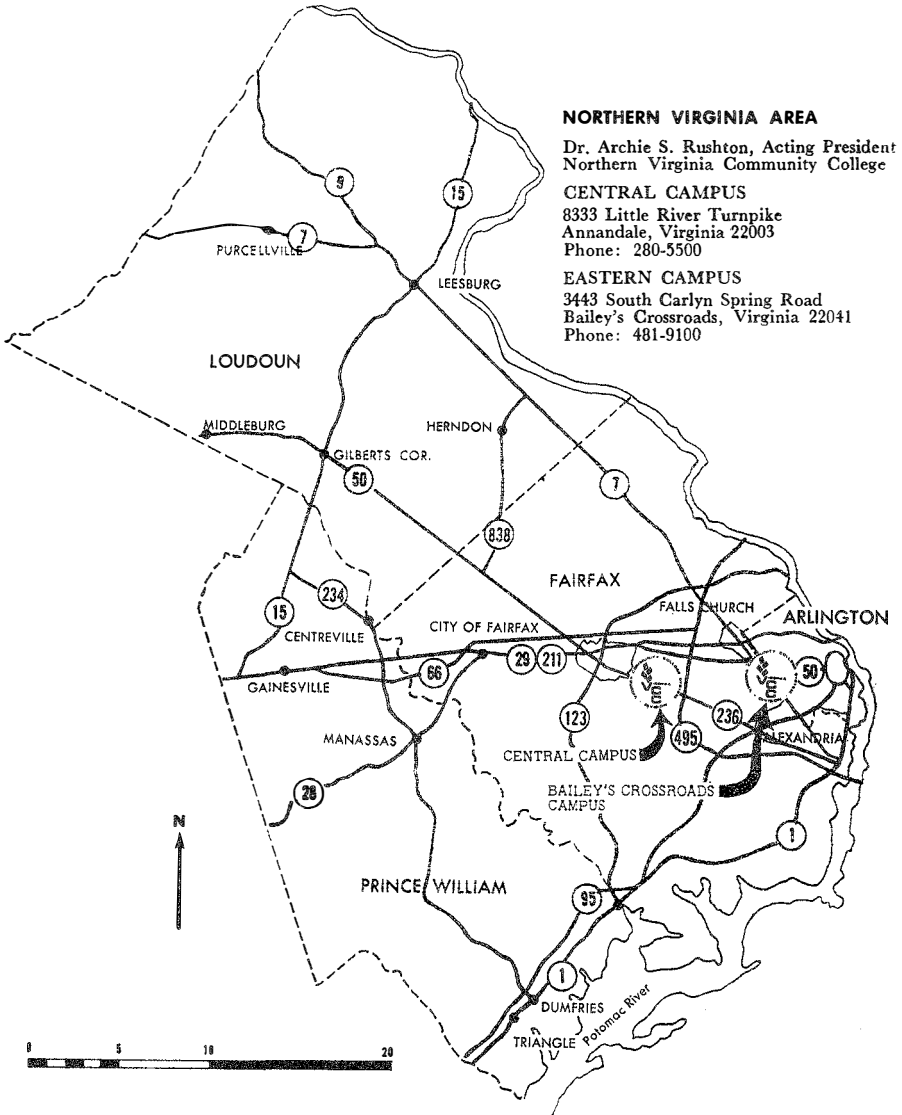 NORTHERN VIRGINIA AREA
Dr. Archie S. Rushton, Acting President
Northern Virginia Community College
CENTRAL CAMPUS
8333 Little River Turnpike
Annandale, Virginia 22003
Phone: 280-5500
EASTERN CAMPUS
3443 South Carlyn Spring Road
Bailey's Crossroads, Virginia 22041
Phone: 481-9100
9
15
7
PURCELLVILLE
LEESBURG
LOUDOUN
MIDDLEBURG
HERNDON
GILBERTS COR.
50
7
838
FAIRFAX
234
15
FALLS CHURCH
ARLINGTON
CENTREVILLE
CITY OF FAIRFAX
66
29
211
50
GAINESVILLE
123
236
495
ALEXANDRIA
MANASSAS
CENTRAL CAMPUS
BAILEY'S CROSSROADS
CAMPUS
28
1
N
PRINCE WILLIAM
95
1
DUMFRIES
TRIANGLE
Potomac River
0 5 10 20